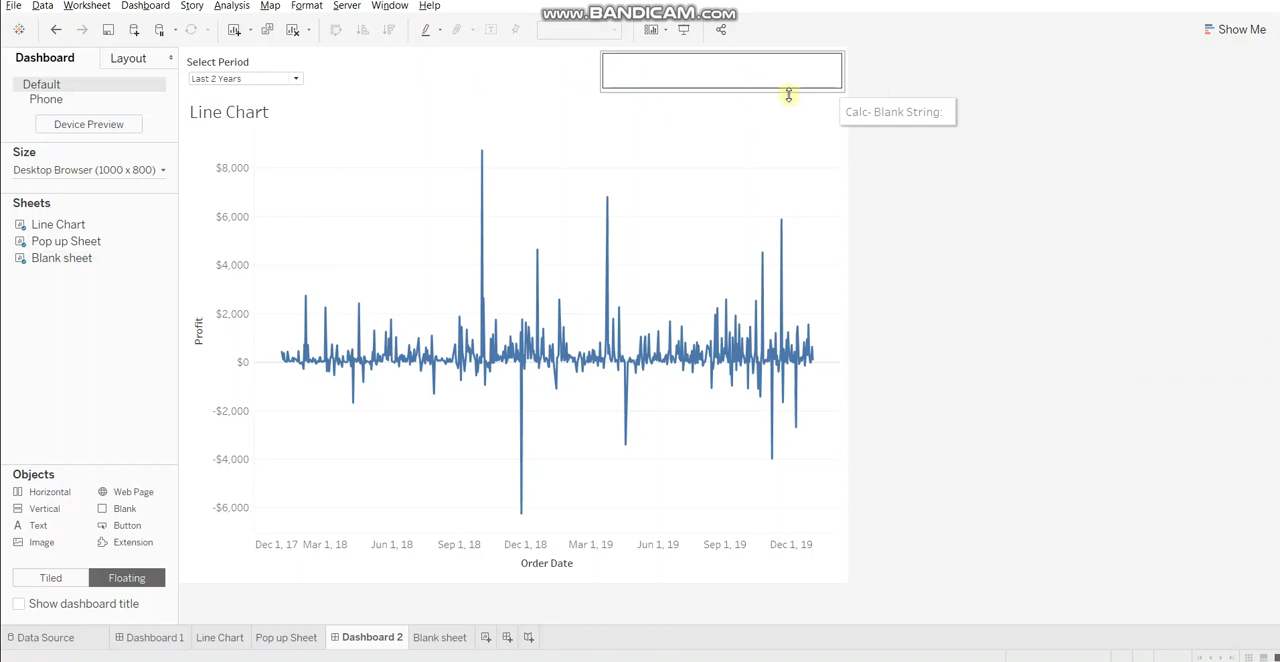 www.BANDICAM.com
File Data Worksheet Dashboard Story Analysis Map Format Server Window Help
Show Me
Dashboard Layout
Default
Phone
Device Preview
Size
Desktop Browser (1000 x 800)
Sheets
Line Chart
Pop up Sheet
Blank sheet
Objects
Horizontal Web Page
Vertical Blank
A Text Button
Image Extension
Tiled Floating
Show dashboard title
Select Period
Last 2 Years
Calc- Blank String:
Line Chart
$8,000
$6,000
$4,000
$2,000
$0
-$2,000
-$4,000
-$6,000
Profit
Dec 1, 17 Mar 1, 18 Jun 1, 18 Sep 1, 18 Dec 1, 18 Mar 1, 19 Jun 1, 19 Sep 1, 19 Dec 1, 19
Order Date
Data Source Dashboard 1 Line Chart Pop up Sheet Dashboard 2 Blank sheet